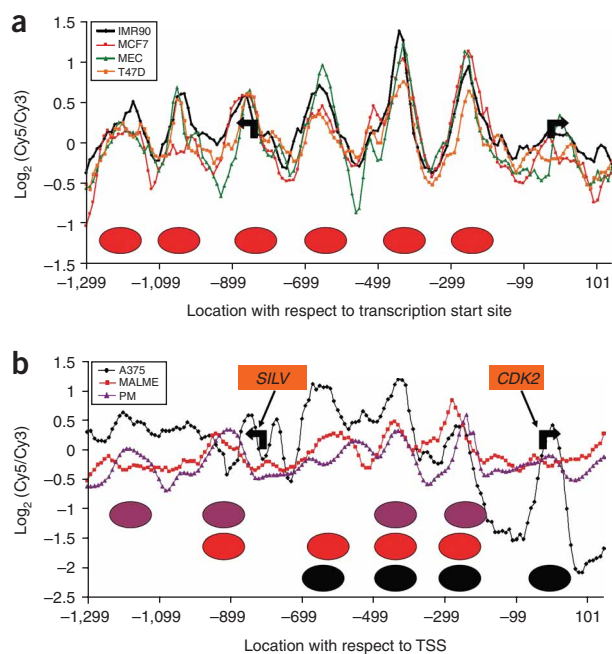 a
IMR90
MCF7
MEC
T47D
Log2 (Cy5/Cy3)
1.5
1
0.5
0
−0.5
−1
1.5
−1,299 −1,099 −899 −699 −499 −299 −99 101
Location with respect to transcription start site
b
A375
MALME
PM
SILV
CDK2
Log2 (Cy5/Cy3)
1.5
1
0.5
0
−0.5
−1
−1.5
−2
−2.5
−1,299 −1,099 −899 −699 −499 −299 −99 101
Location with respect to TSS